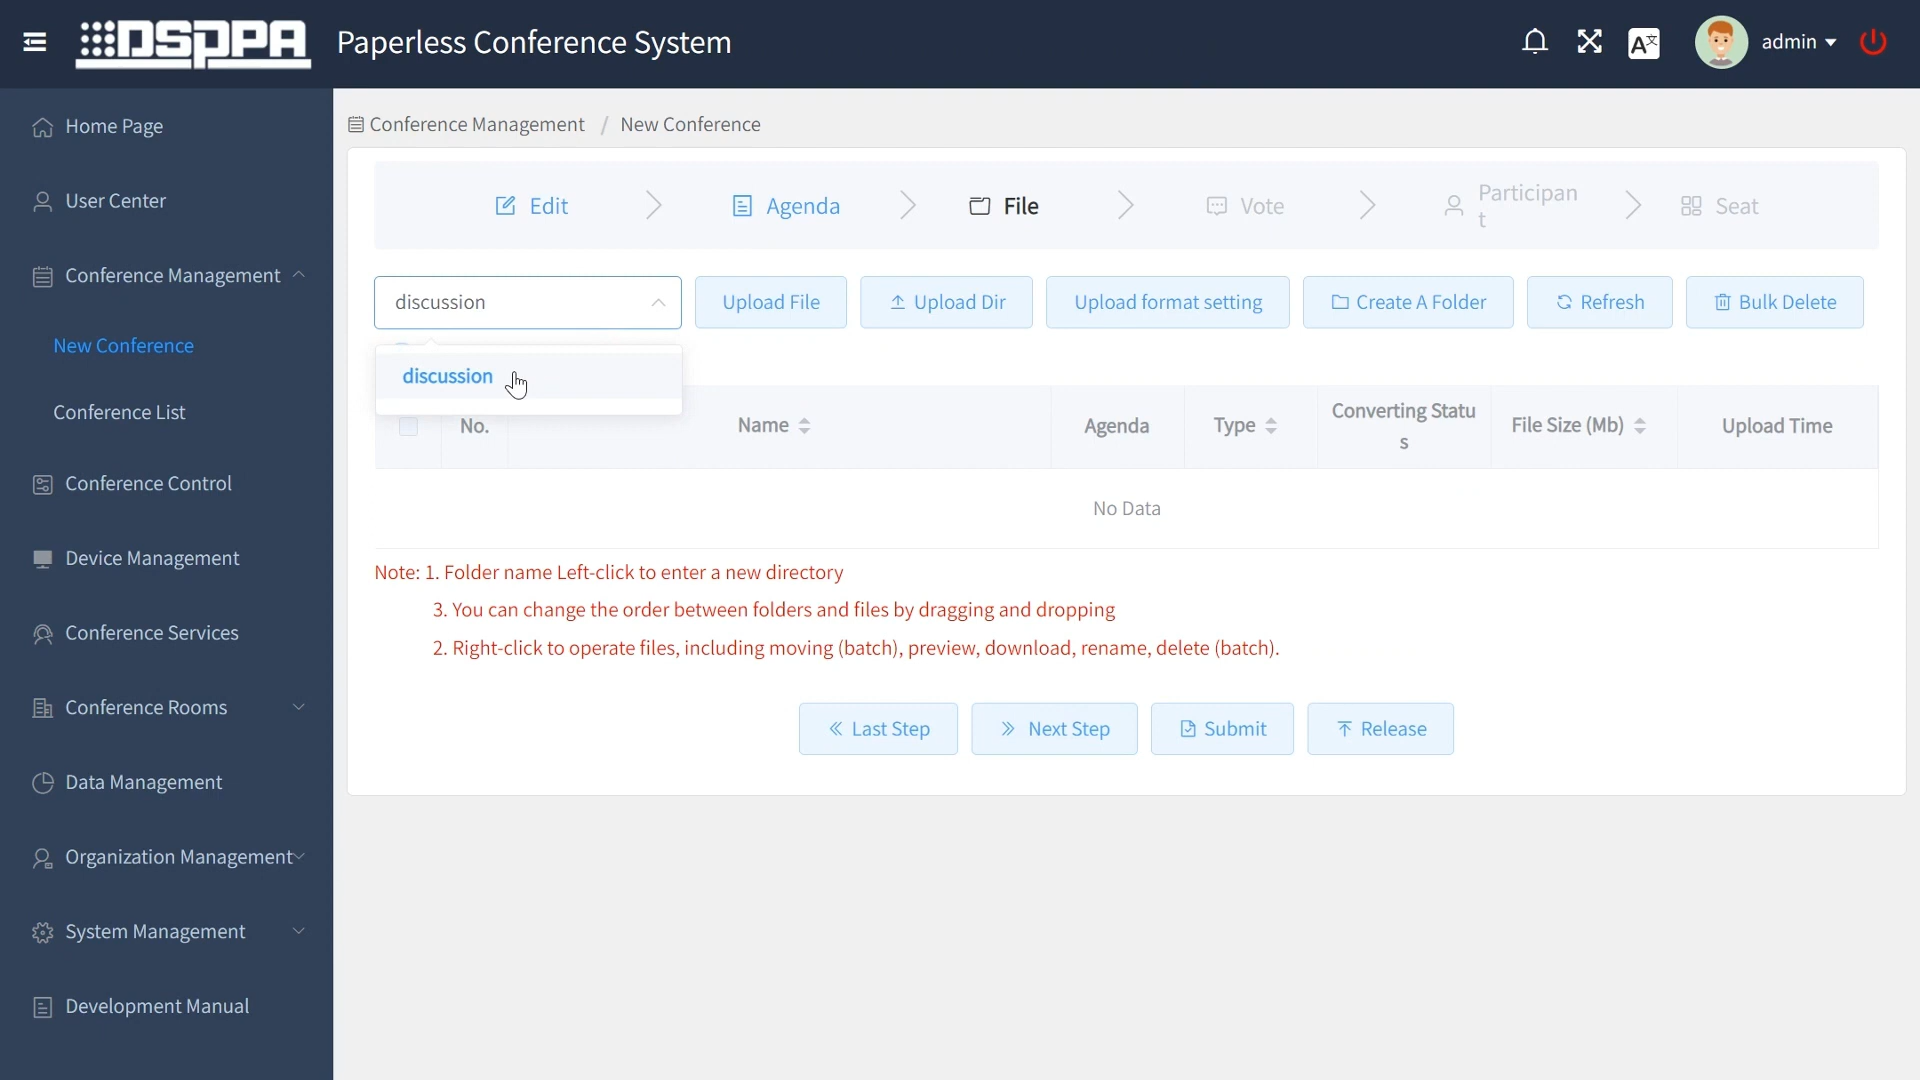 DSPPA
Paperless Conference System
A文
admin
Home Page
User Center
Conference Management
New Conference
Conference List
Conference Control
Device Management
Conference Services
Conference Rooms
Data Management
Organization Management
System Management
Development Manual
Conference Management / New Conference
Edit
Agenda
File
Vote
Participan
t
Seat
discussion
Upload File
Upload Dir
Upload format setting
Create A Folder
Refresh
Bulk Delete
discussion
No.
Name
Agenda
Type
Converting Statu
s
File Size (Mb)
Upload Time
No Data
Note: 1. Folder name Left-click to enter a new directory
3. You can change the order between folders and files by dragging and dropping
2. Right-click to operate files, including moving (batch), preview, download, rename, delete (batch).
Last Step
Next Step
Submit
Release